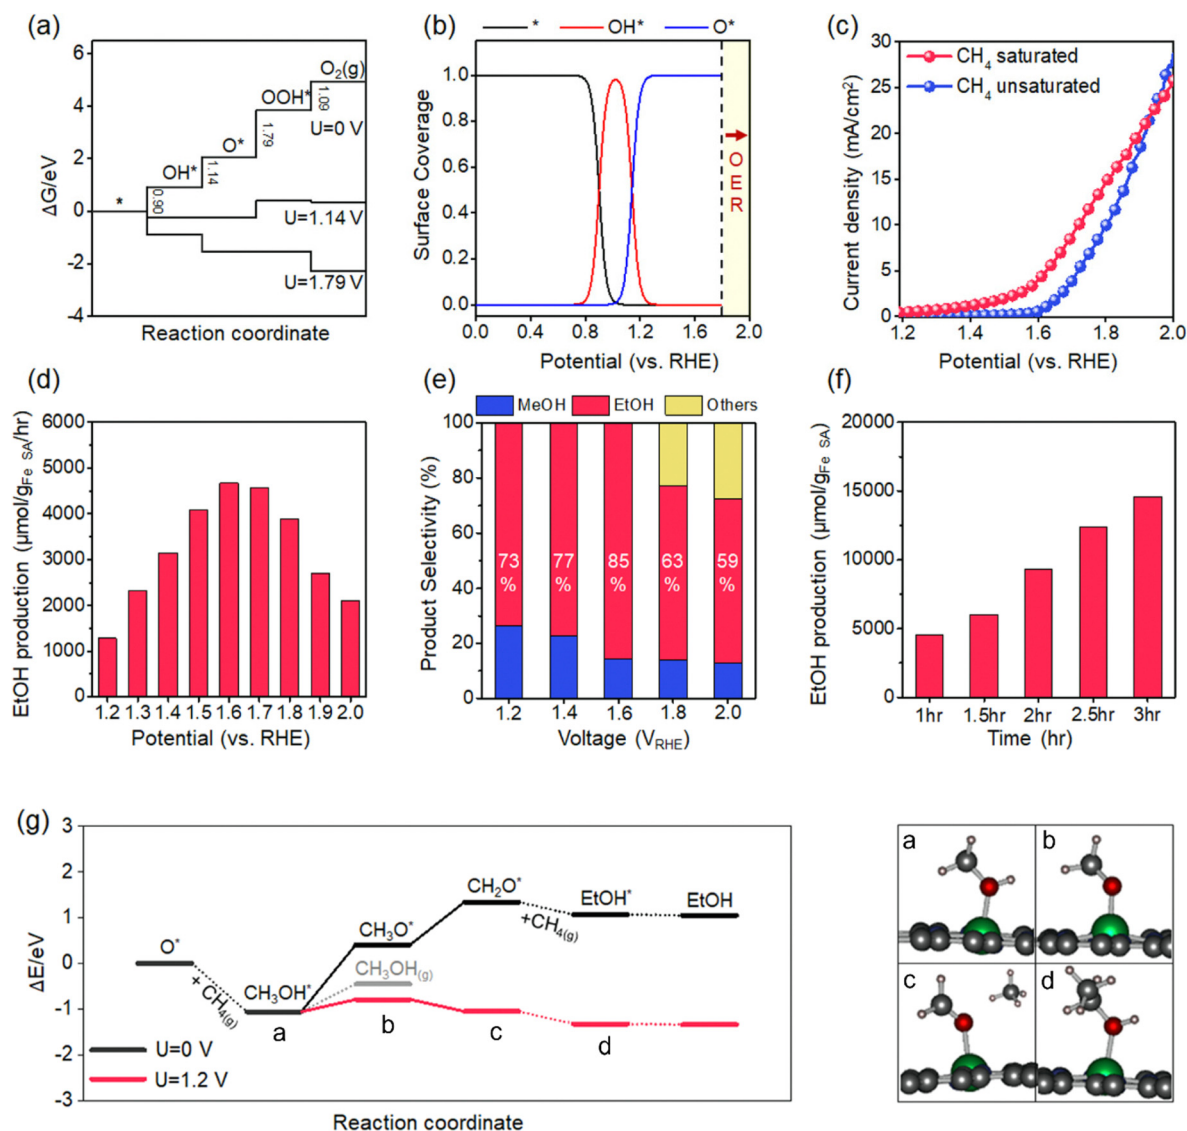 (a)
6
4
2
0
-2
-4
ΔG/eV
*
OH*
O*
OOH*
O2(g)
0.90
1.14
1.79
1.09
U=0 V
U=1.14 V
U=1.79 V
Reaction coordinate
(b)
* OH* O*
1.0
0.8
0.6
0.4
0.2
0.0
Surface Coverage
O
E
R
0.0 0.4 0.8 1.2 1.6 2.0
Potential (vs. RHE)
(c)
30
25
20
15
10
5
0
Current density (mA/cm²)
CH4 saturated
CH4 unsaturated
1.2 1.4 1.6 1.8 2.0
Potential (vs. RHE)
(d)
6000
5000
4000
3000
2000
1000
0
EtOH production (μmol/gFe SA/hr)
1.2 1.3 1.4 1.5 1.6 1.7 1.8 1.9 2.0
Potential (vs. RHE)
(e)
MeOH EtOH Others
100
80
60
40
20
0
Product Selectivity (%)
73 %
77 %
85 %
63 %
59 %
1.2 1.4 1.6 1.8 2.0
Voltage (VRHE)
(f)
20000
15000
10000
5000
0
EtOH production (μmol/gFe SA)
1hr 1.5hr 2hr 2.5hr 3hr
Time (hr)
(g)
3
2
1
0
-1
-2
-3
ΔE/eV
O*
+ CH4(g)
CH3OH*
CH3O*
CH3OH(g)
CH2O*
+CH4(g)
EtOH*
EtOH
a
b
c
d
U=0 V
U=1.2 V
Reaction coordinate
a
b
c
d